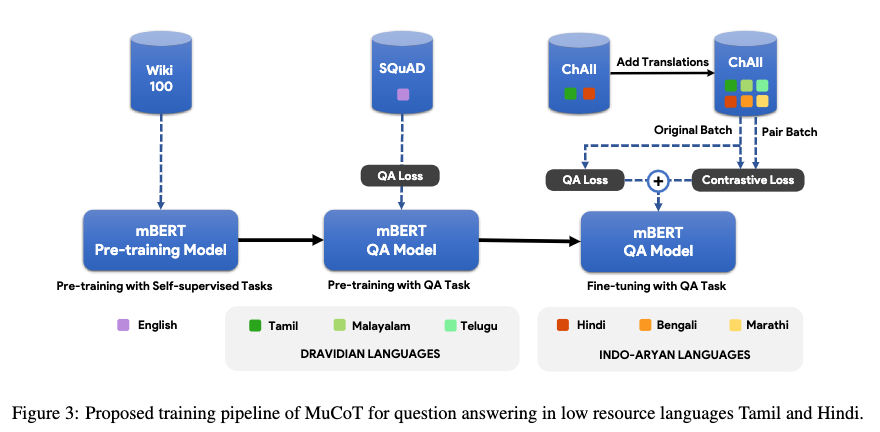 Wiki
100
SQuAD
ChAII
Add Translations
ChAII
Original Batch
Pair Batch
QA Loss
QA Loss
+
Contrastive Loss
mBERT
Pre-training Model
mBERT
QA Model
mBERT
QA Model
Pre-training with Self-supervised Tasks
Pre-training with QA Task
Fine-tuning with QA Task
English
Tamil
Malayalam
Telugu
DRAVIDIAN LANGUAGES
Hindi
Bengali
Marathi
INDO-ARYAN LANGUAGES
Figure 3: Proposed training pipeline of MuCoT for question answering in low resource languages Tamil and Hindi.